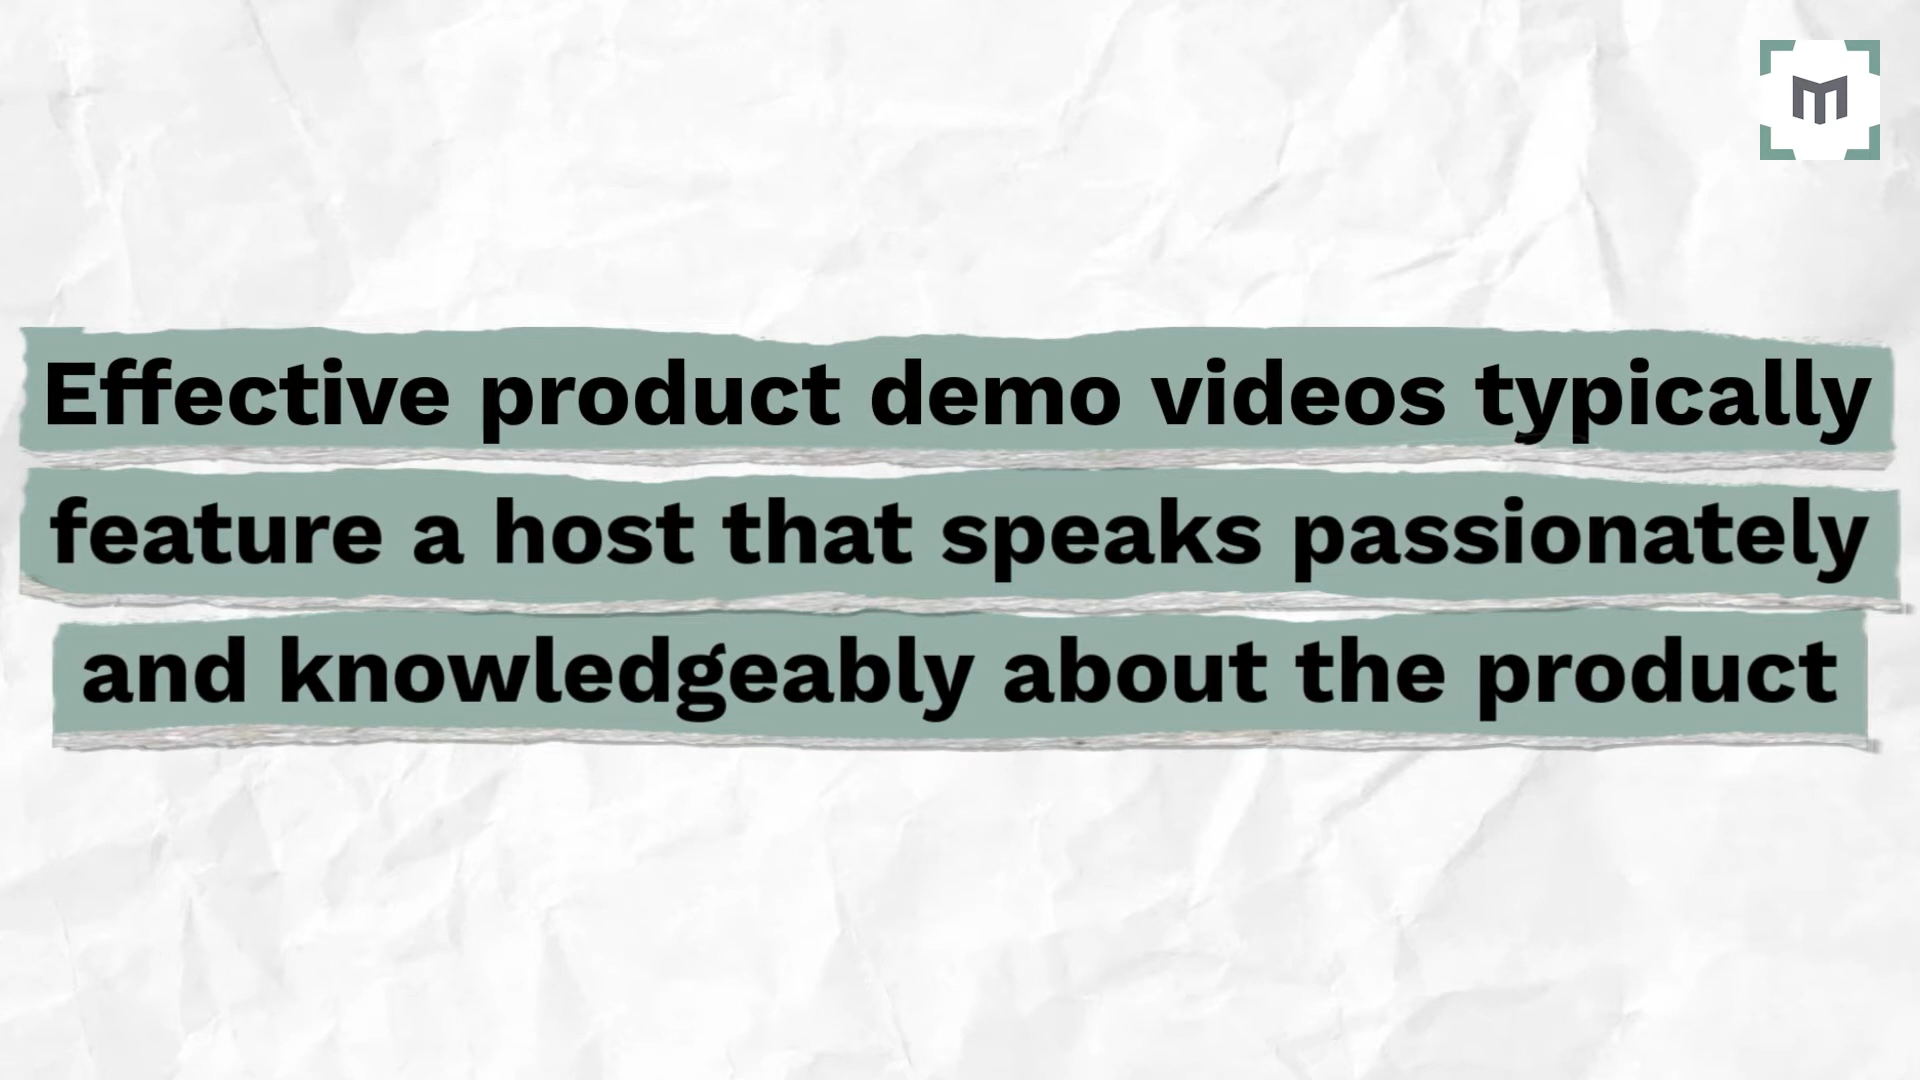 m
Effective product demo videos typically
feature a host that speaks passionately
and knowledgeably about the product